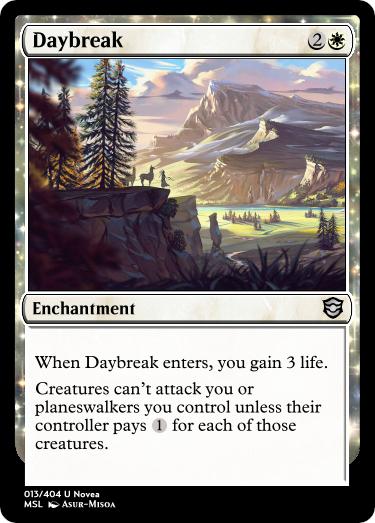 Daybreak 2
Enchantment
When Daybreak enters, you gain 3 life.
Creatures can't attack you or
planeswalkers you control unless their
controller pays 1 for each of those
creatures.
013/404 U Novea
MSL Asur-Misoa